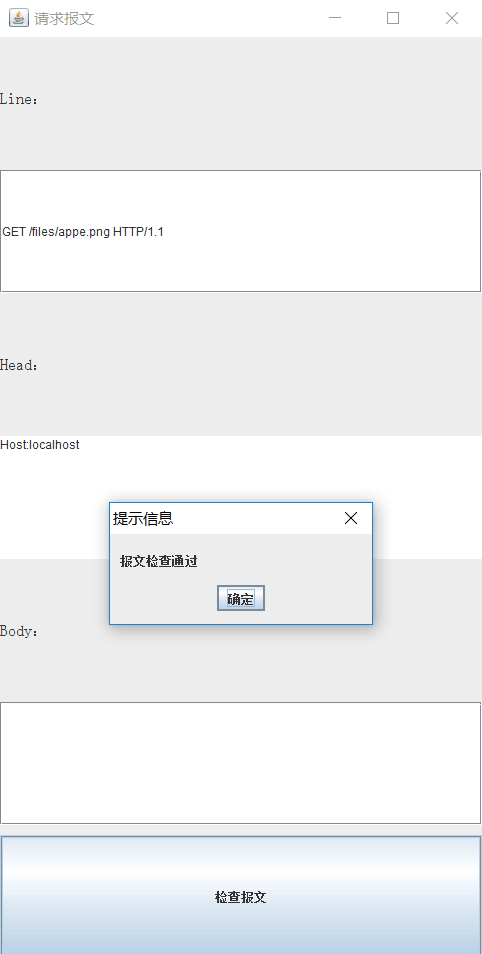 请求报文
Line:
GET /files/appe.png HTTP/1.1
Head:
Host:localhost
提示信息
报文检查通过
确定
Body:
检查报文